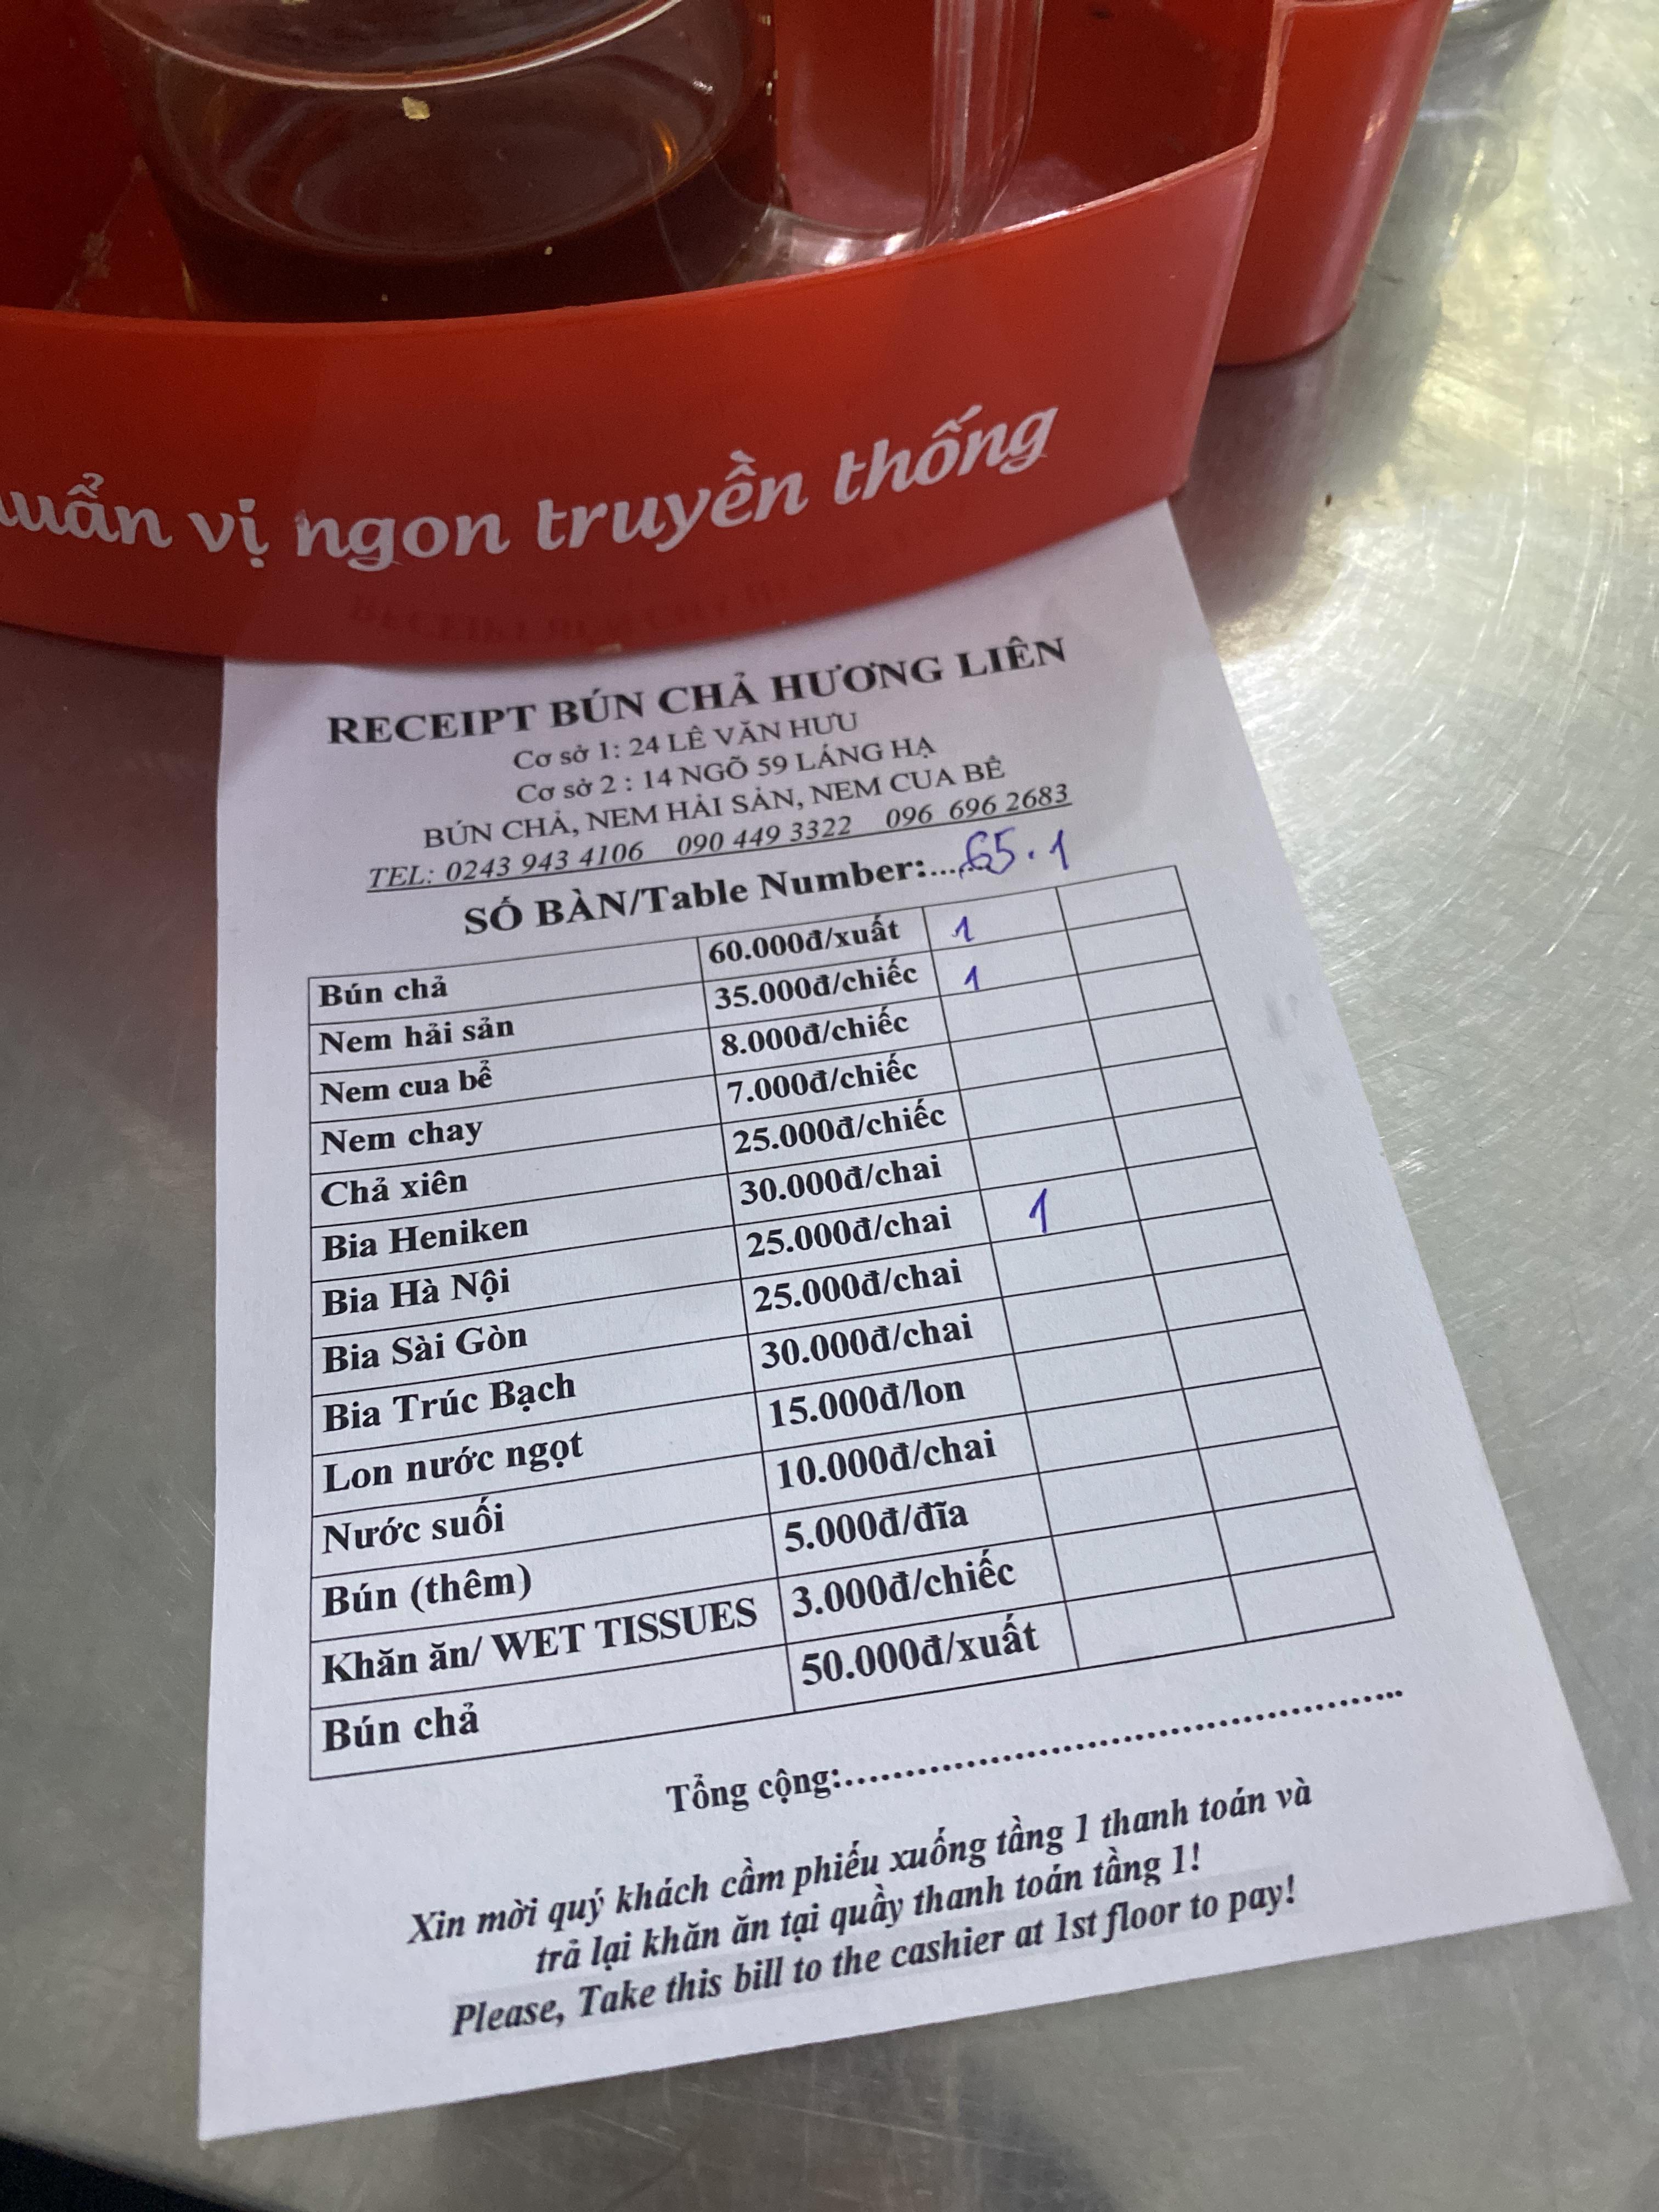 vị ngon truyền thống
RECEIPT BÚN CHẢ HƯƠNG LIÊN
Cơ sở 1: 24 LÊ VĂN HƯU
Cơ sở 2 : 14 NGÕ 59 LÁNG HẠ
BÚN CHẢ, NEM HẢI SẢN, NEM CUA BỂ
TEL: 0243 943 4106 090 449 3322 096 696 2683
SỐ BÀN/Table Number:..... 65.1
Bún chả 60.000đ/xuất 1
Nem hải sản 35.000đ/chiếc 1
Nem cua bể 8.000đ/chiếc
Nem chay 7.000đ/chiếc
Chả xiên 25.000đ/chiếc
Bia Heniken 30.000đ/chai
Bia Hà Nội 25.000đ/chai 1
Bia Sài Gòn 25.000đ/chai
Bia Trúc Bạch 30.000đ/chai
Lon nước ngọt 15.000đ/lon
Nước suối 10.000đ/chai
Bún (thêm) 5.000đ/đĩa
Khăn ăn/ WET TISSUES 3.000đ/chiếc
Bún chả 50.000đ/xuất
Tổng cộng:..........................................................
Xin mời quý khách cầm phiếu xuống tầng 1 thanh toán và
trả lại khăn ăn tại quầy thanh toán tầng 1!
Please, Take this bill to the cashier at 1st floor to pay!